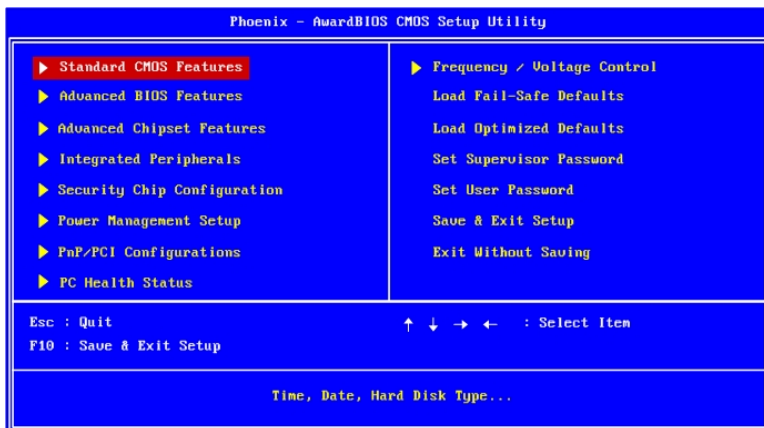 Phoenix - AwardBIOS CMOS Setup Utility
Standard CMOS Features
Advanced BIOS Features
Advanced Chipset Features
Integrated Peripherals
Security Chip Configuration
Power Management Setup
PnP/PCI Configurations
PC Health Status
Frequency / Voltage Control
Load Fail-Safe Defaults
Load Optimized Defaults
Set Supervisor Password
Set User Password
Save & Exit Setup
Exit Without Saving
Esc : Quit
F10 : Save & Exit Setup
↑ ↓ → ← : Select Item
Time, Date, Hard Disk Type...